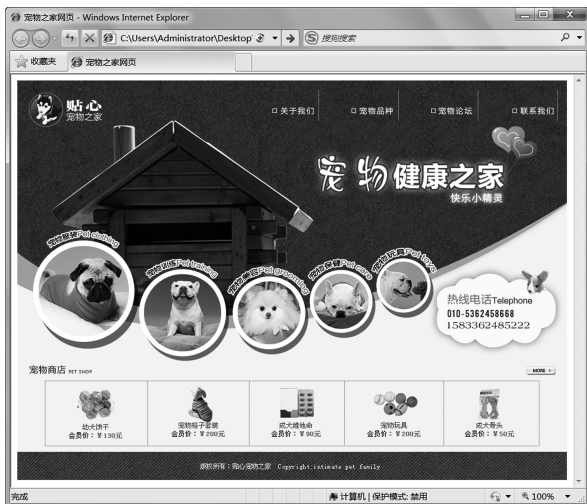 宠物之家网页 - Windows Internet Explorer
C:\Users\Administrator\Desktop
搜狗搜索
收藏夹
宠物之家网页
贴心
宠物之家
关于我们
宠物品种
宠物论坛
联系我们
宠物健康之家
快乐小精灵
宠物服装Pet clothing
宠物训练Pet training
宠物美容Pet grooming
宠物保健Pet care
宠物玩具Pet toys
热线电话Telephone
010-5362458668
1583362485222
宠物商店 PET SHOP
MORE
幼犬饼干
会员价：￥130元
宠物格子套装
会员价：￥200元
成犬维他命
会员价：￥90元
宠物玩具
会员价：￥200元
成犬骨头
会员价：￥50元
版权所有：贴心宠物之家 Copyright:intimate pet family
完成
计算机 | 保护模式: 禁用
100%